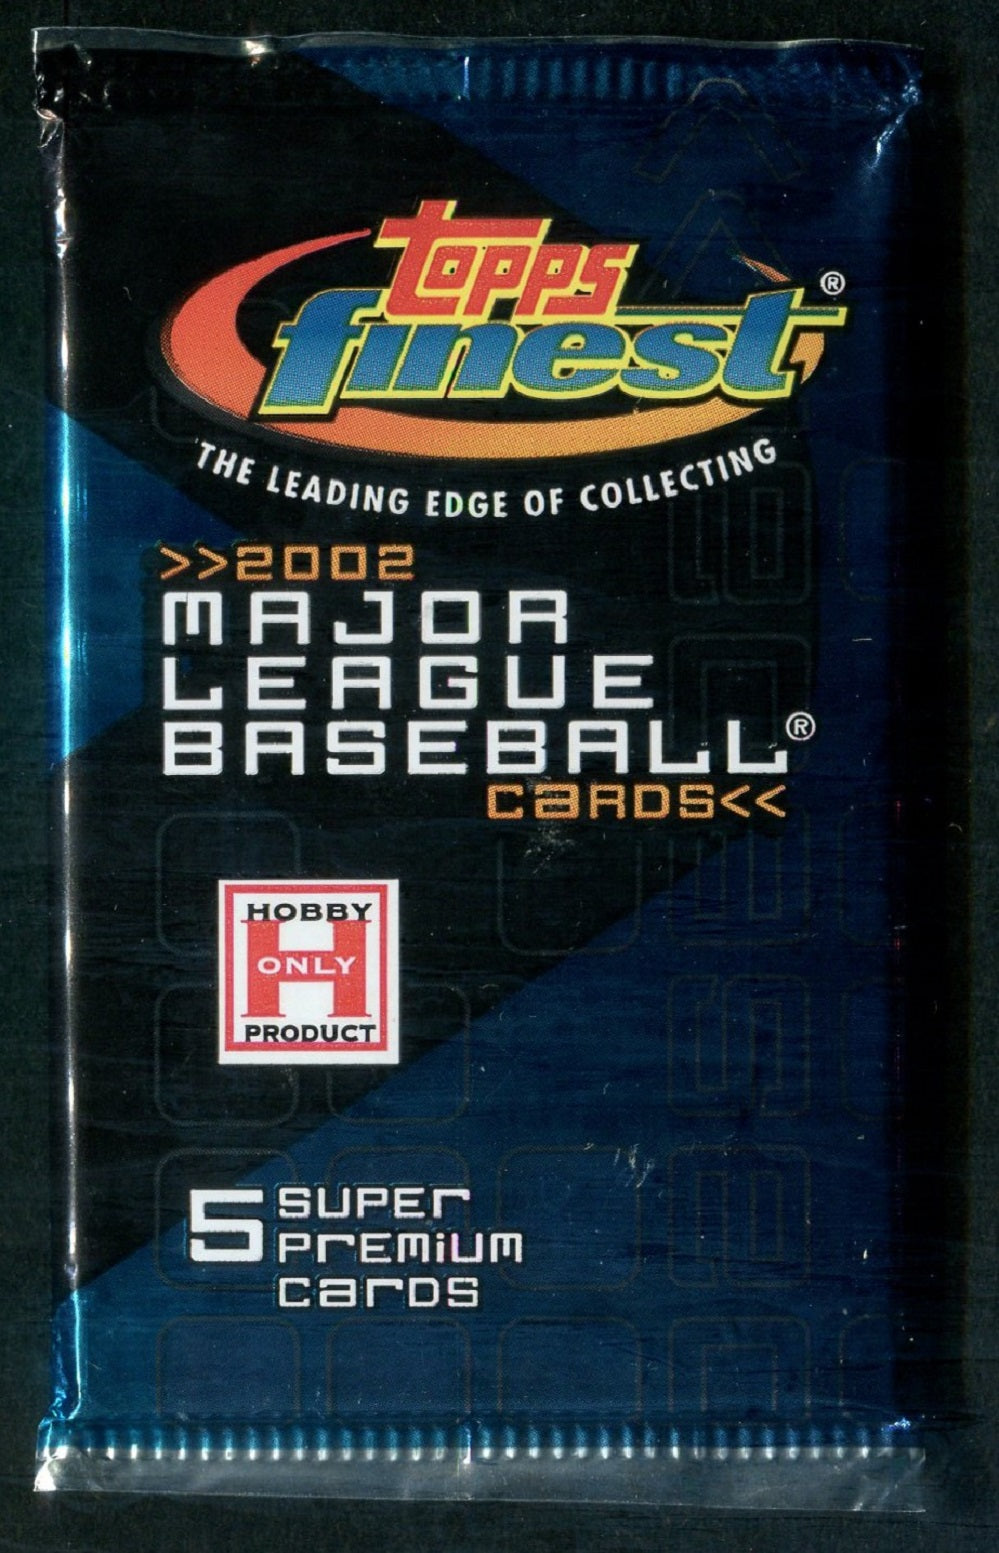 topps
finest®
THE LEADING EDGE OF COLLECTING
>>2002
MAJOR
LEAGUE
BASEBALL®
CARDS<<
HOBBY
H
ONLY
PRODUCT
5 SUPER
PREMIUM
CARDS